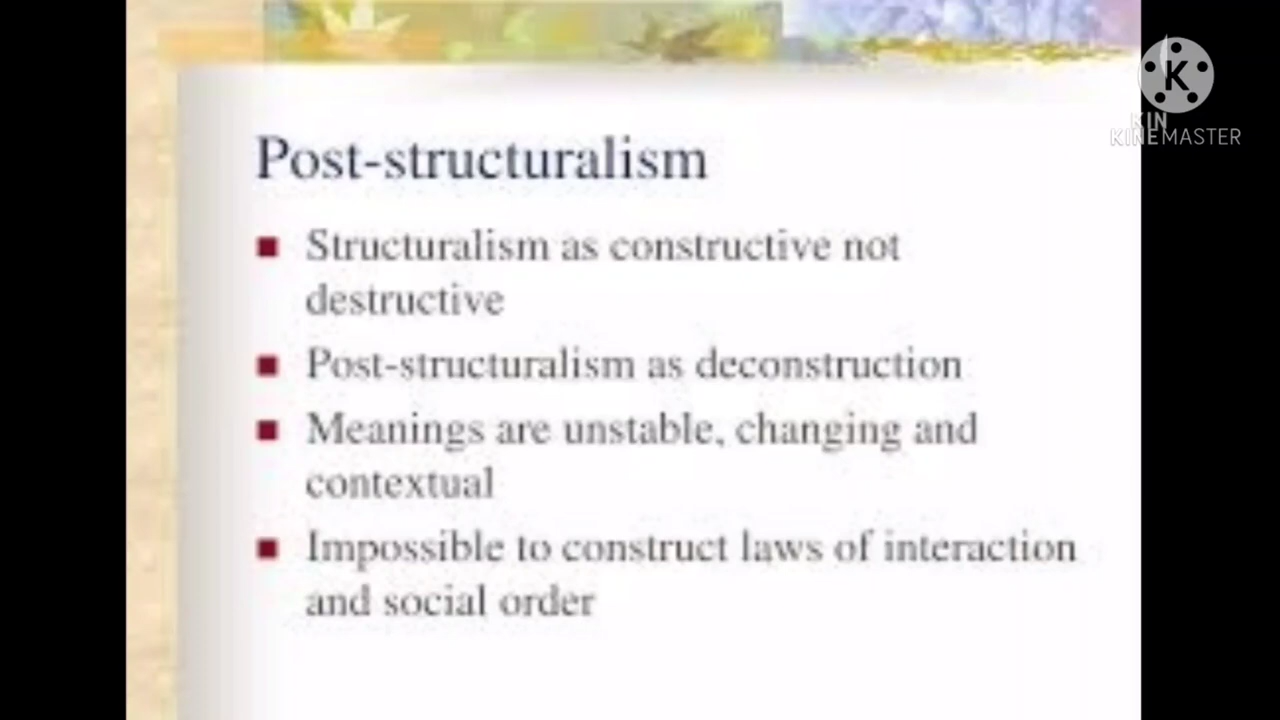 Post-structuralism
Structuralism as constructive not
destructive
Post-structuralism as deconstruction
Meanings are unstable, changing and
contextual
Impossible to construct laws of interaction
and social order
K
KIN
KINEMASTER